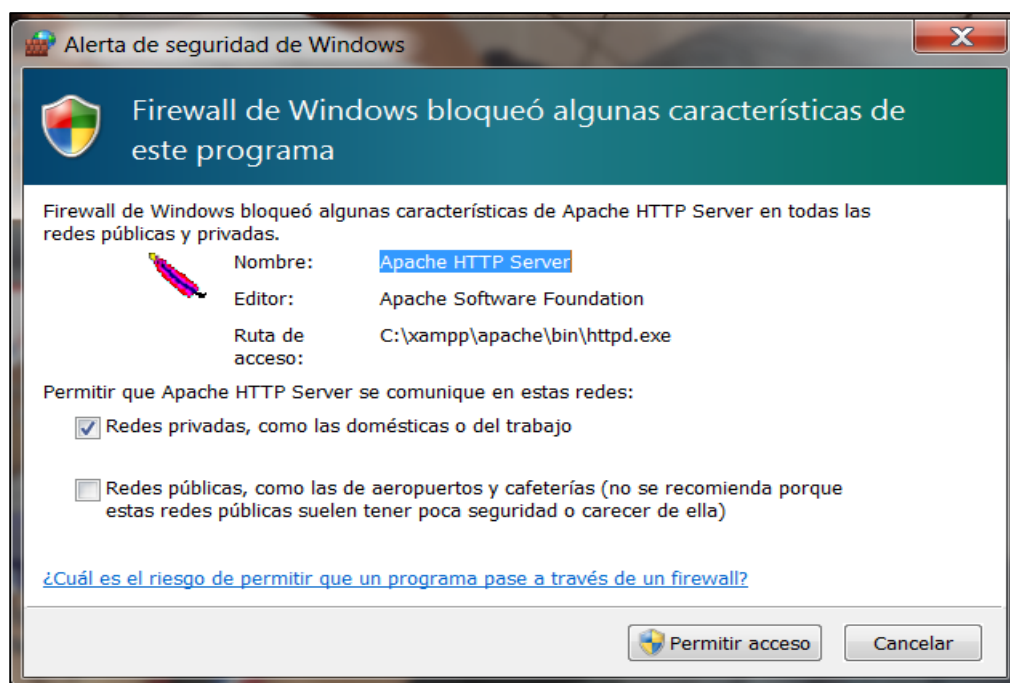 Alerta de seguridad de Windows
Firewall de Windows bloqueó algunas características de
este programa
Firewall de Windows bloqueó algunas características de Apache HTTP Server en todas las
redes públicas y privadas.
Nombre: Apache HTTP Server
Editor: Apache Software Foundation
Ruta de C:\xampp\apache\bin\httpd.exe
acceso:
Permitir que Apache HTTP Server se comunique en estas redes:
Redes privadas, como las domésticas o del trabajo
Redes públicas, como las de aeropuertos y cafeterías (no se recomienda porque
estas redes públicas suelen tener poca seguridad o carecer de ella)
¿Cuál es el riesgo de permitir que un programa pase a través de un firewall?
Permitir acceso Cancelar